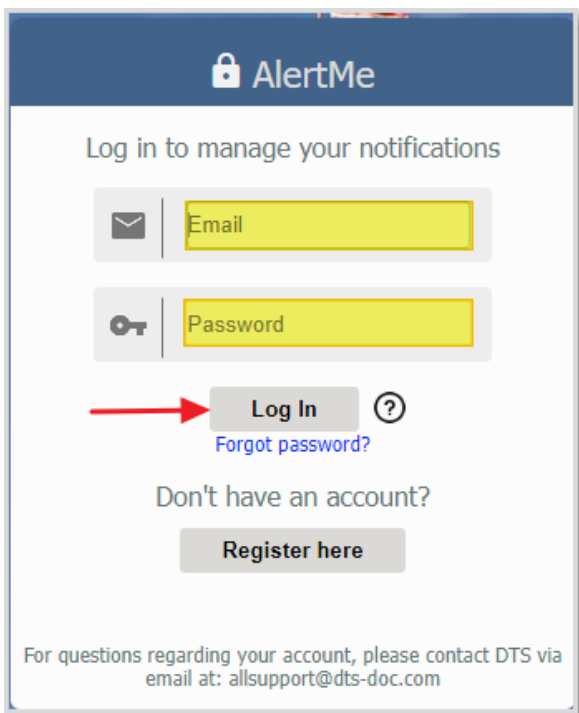 AlertMe
Log in to manage your notifications
Email
Password
Log In
Forgot password?
Don't have an account?
Register here
For questions regarding your account, please contact DTS via
email at: allsupport@dts-doc.com